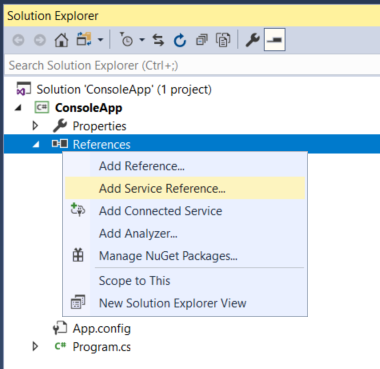 Solution Explorer
Search Solution Explorer (Ctrl+;)
Solution 'ConsoleApp' (1 project)
C# ConsoleApp
Properties
References
Add Reference...
Add Service Reference...
Add Connected Service
Add Analyzer...
Manage NuGet Packages...
Scope to This
New Solution Explorer View
App.config
C# Program.cs